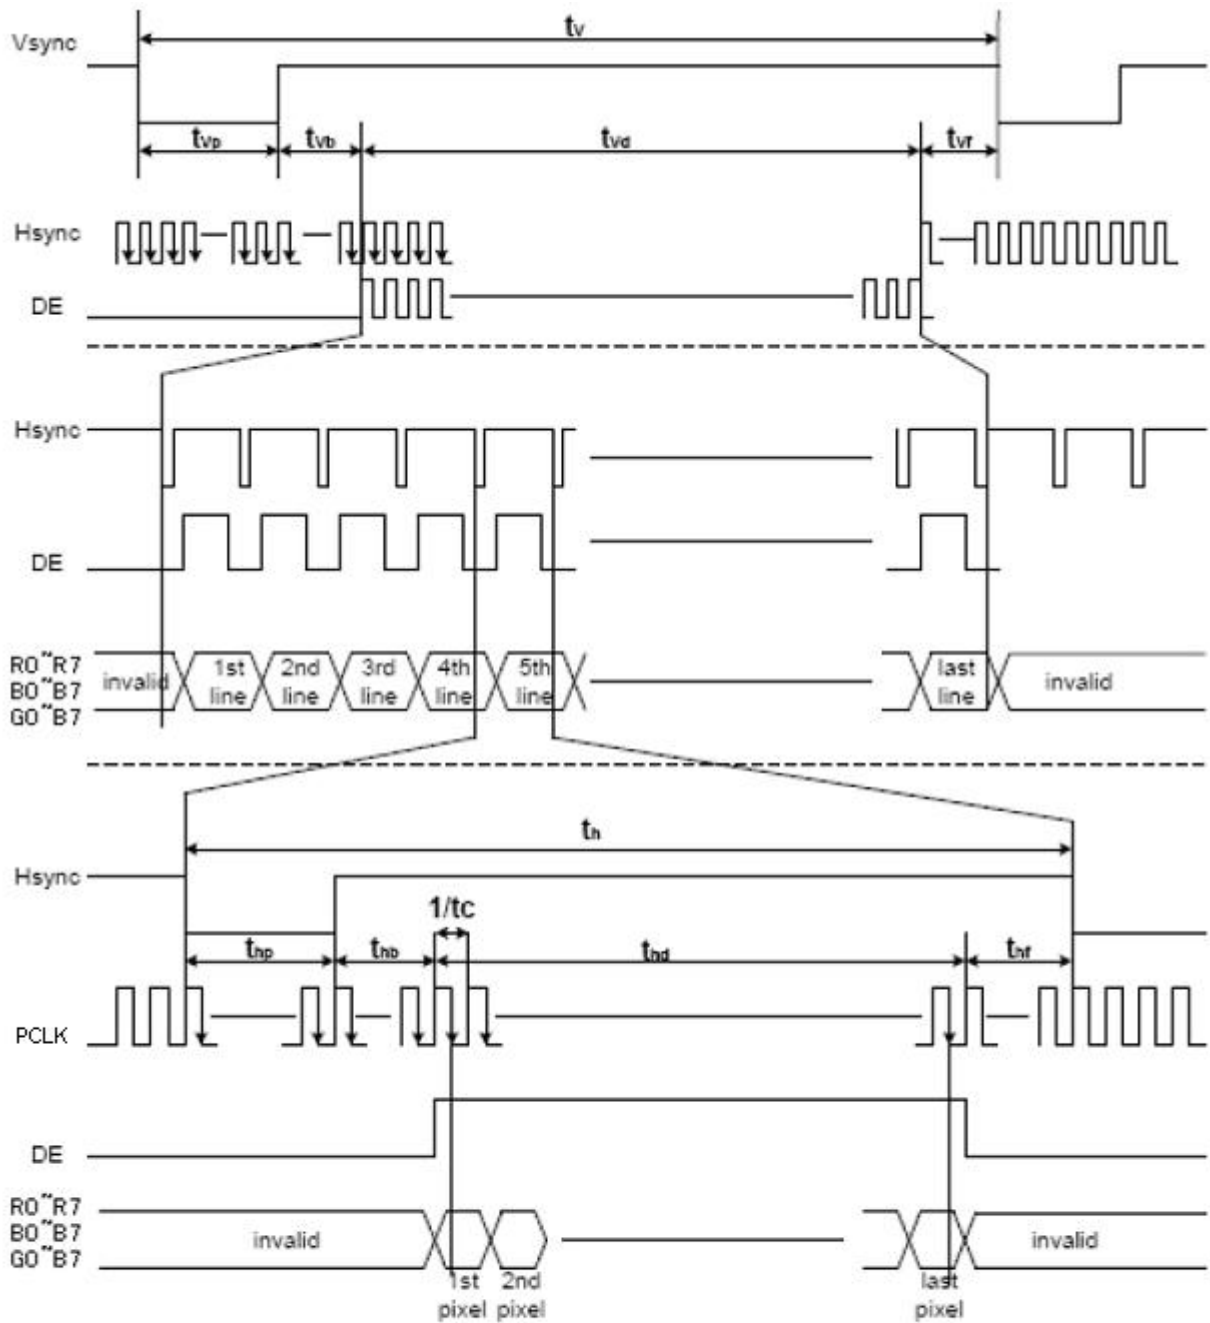 tv
Vsync
tvp tvb tvd tvf
Hsync
DE
Hsync
DE
R0~R7
B0~B7
G0~B7
invalid
1st line
2nd line
3rd line
4th line
5th line
last line
invalid
th
Hsync
1/tc
thp thb thd thf
PCLK
DE
R0~R7
B0~B7
G0~B7
invalid
invalid
1st pixel
2nd pixel
last pixel